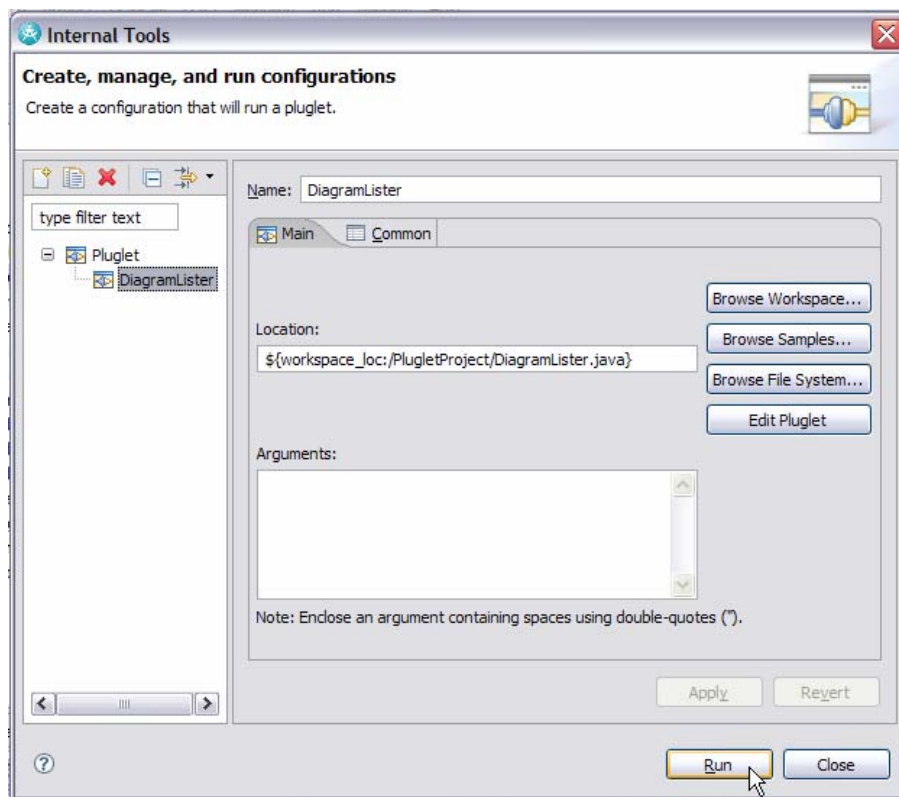 Internal Tools
Create, manage, and run configurations
Create a configuration that will run a pluglet.
type filter text
Pluglet
DiagramLister
Name: DiagramLister
Main Common
Browse Workspace...
Location:
Browse Samples...
${workspace_loc:/PlugletProject/DiagramLister.java}
Browse File System...
Edit Pluglet
Arguments:
Note: Enclose an argument containing spaces using double-quotes (").
Apply Revert
Run Close